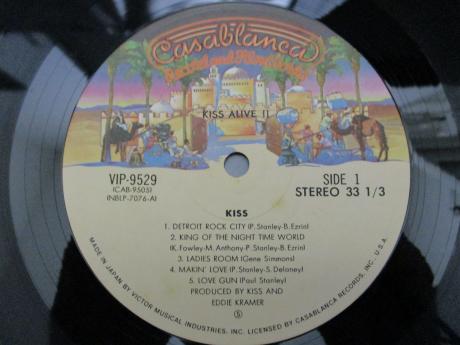 Casablanca
Record and FilmWorks
KISS ALIVE II
VIP-9529
(CAB-9505)
(NBLP-7076-A)
SIDE 1
STEREO 33 1/3
KISS
1. DETROIT ROCK CITY (P. Stanley-B. Ezrin)
2. KING OF THE NIGHT TIME WORLD
(K. Fowley-M. Anthony-P. Stanley-B. Ezrin)
3. LADIES ROOM (Gene Simmons)
4. MAKIN' LOVE (P. Stanley-S. Delaney)
5. LOVE GUN (Paul Stanley)
PRODUCED BY KISS AND
EDDIE KRAMER
Ⓢ
MADE IN JAPAN BY VICTOR MUSICAL INDUSTRIES, INC. LICENSED BY CASABLANCA RECORDS, INC., U.S.A.